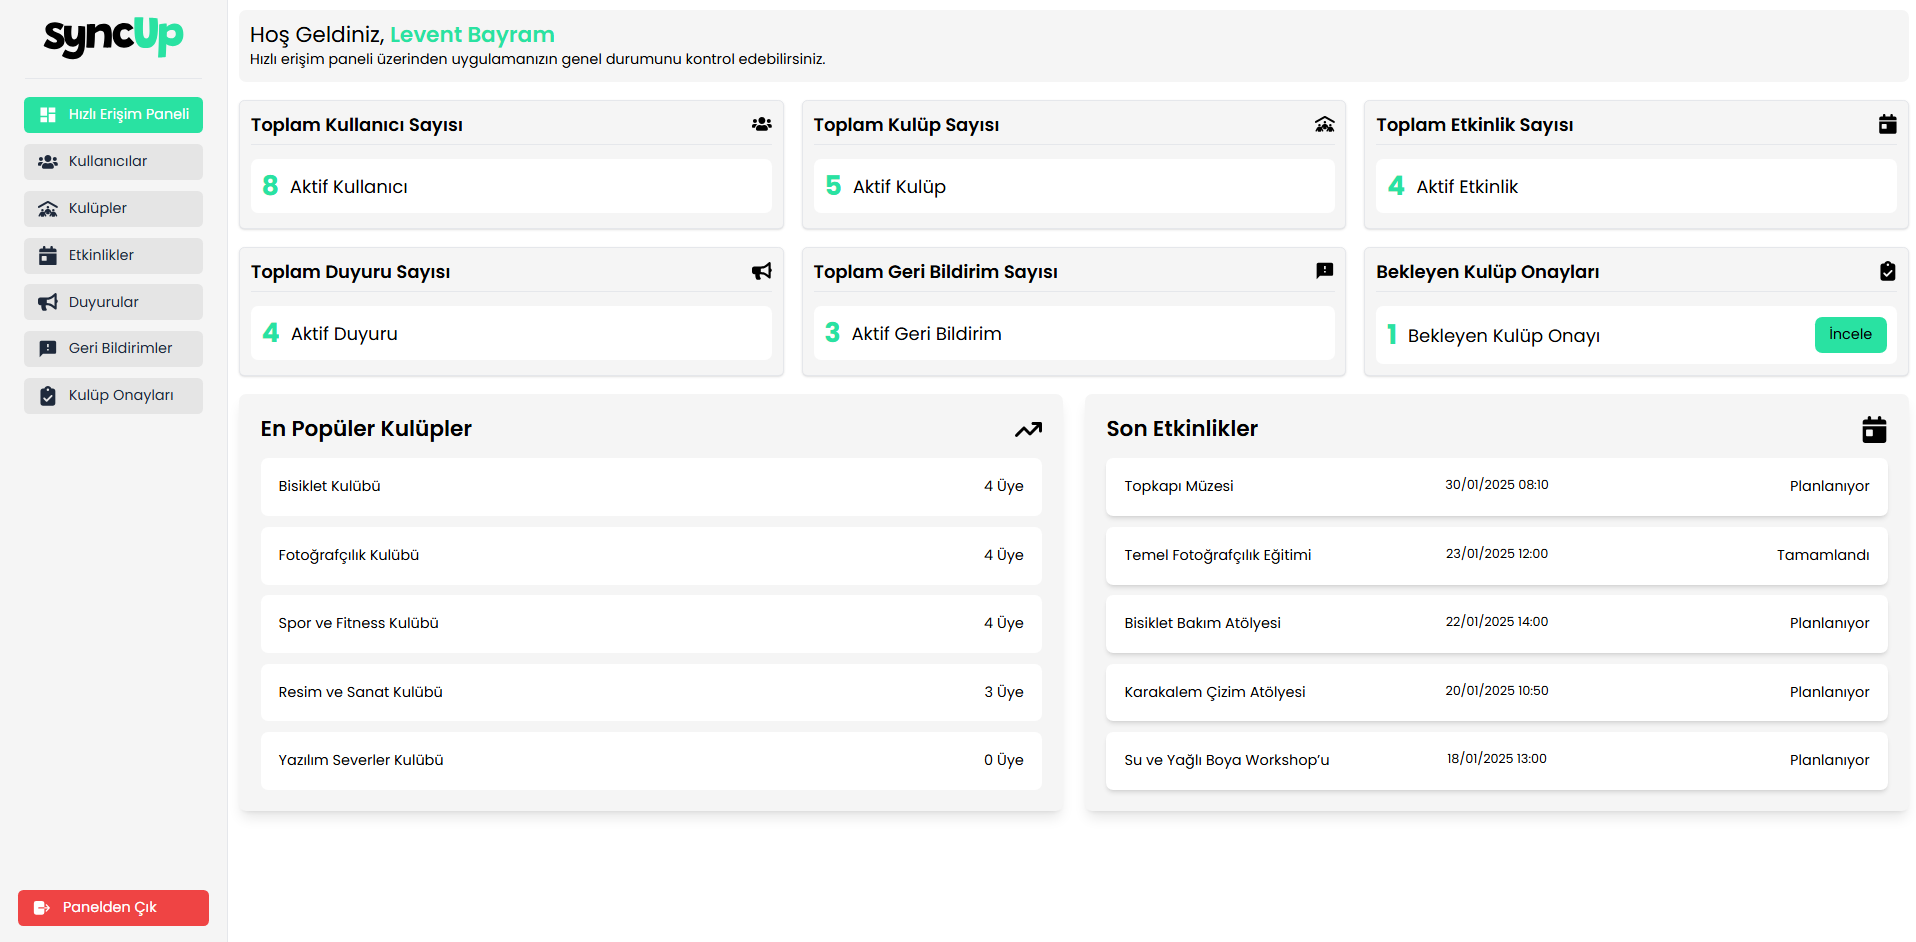 SyncUp
Hızlı Erişim Paneli
Kullanıcılar
Kulüpler
Etkinlikler
Duyurular
Geri Bildirimler
Kulüp Onayları
Panelden Çık
Hoş Geldiniz, Levent Bayram
Hızlı erişim paneli üzerinden uygulamanızın genel durumunu kontrol edebilirsiniz.
Toplam Kullanıcı Sayısı
8 Aktif Kullanıcı
Toplam Kulüp Sayısı
5 Aktif Kulüp
Toplam Etkinlik Sayısı
4 Aktif Etkinlik
Toplam Duyuru Sayısı
4 Aktif Duyuru
Toplam Geri Bildirim Sayısı
3 Aktif Geri Bildirim
Bekleyen Kulüp Onayları
1 Bekleyen Kulüp Onayı İncele
En Popüler Kulüpler
Bisiklet Kulübü 4 Üye
Fotoğrafçılık Kulübü 4 Üye
Spor ve Fitness Kulübü 4 Üye
Resim ve Sanat Kulübü 3 Üye
Yazılım Severler Kulübü 0 Üye
Son Etkinlikler
Topkapı Müzesi 30/01/2025 08:10 Planlanıyor
Temel Fotoğrafçılık Eğitimi 23/01/2025 12:00 Tamamlandı
Bisiklet Bakım Atölyesi 22/01/2025 14:00 Planlanıyor
Karakalem Çizim Atölyesi 20/01/2025 10:50 Planlanıyor
Su ve Yağlı Boya Workshop’u 18/01/2025 13:00 Planlanıyor